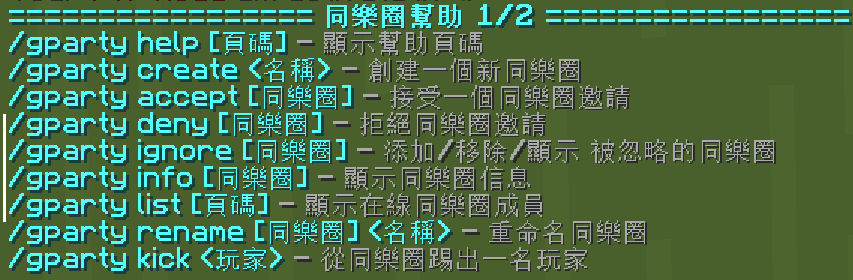 ================ 同樂圈幫助 1/2 ================
/gparty help [頁碼] - 顯示幫助頁碼
/gparty create <名稱> - 創建一個新同樂圈
/gparty accept [同樂圈] - 接受一個同樂圈邀請
/gparty deny [同樂圈] - 拒絕同樂圈邀請
/gparty ignore [同樂圈] - 添加/移除/顯示 被忽略的同樂圈
/gparty info [同樂圈] - 顯示同樂圈信息
/gparty list [頁碼] - 顯示在線同樂圈成員
/gparty rename [同樂圈] <名稱> - 重命名同樂圈
/gparty kick <玩家> - 從同樂圈踢出一名玩家